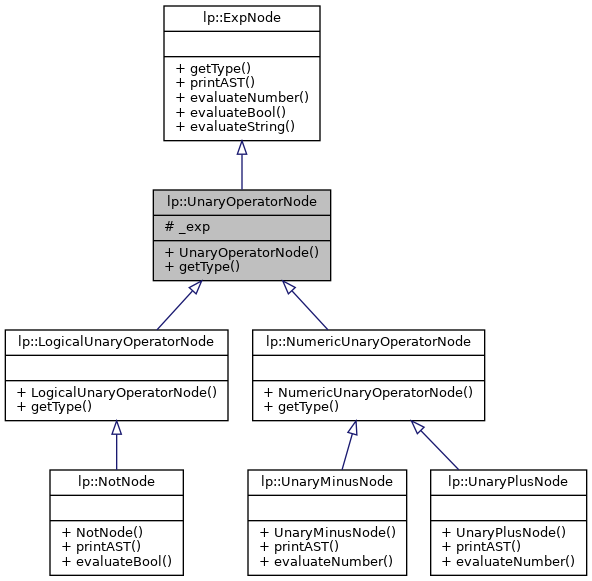 lp::ExpNode
+ getType()
+ printAST()
+ evaluateNumber()
+ evaluateBool()
+ evaluateString()
lp::UnaryOperatorNode
# _exp
+ UnaryOperatorNode()
+ getType()
lp::LogicalUnaryOperatorNode
+ LogicalUnaryOperatorNode()
+ getType()
lp::NumericUnaryOperatorNode
+ NumericUnaryOperatorNode()
+ getType()
lp::NotNode
+ NotNode()
+ printAST()
+ evaluateBool()
lp::UnaryMinusNode
+ UnaryMinusNode()
+ printAST()
+ evaluateNumber()
lp::UnaryPlusNode
+ UnaryPlusNode()
+ printAST()
+ evaluateNumber()